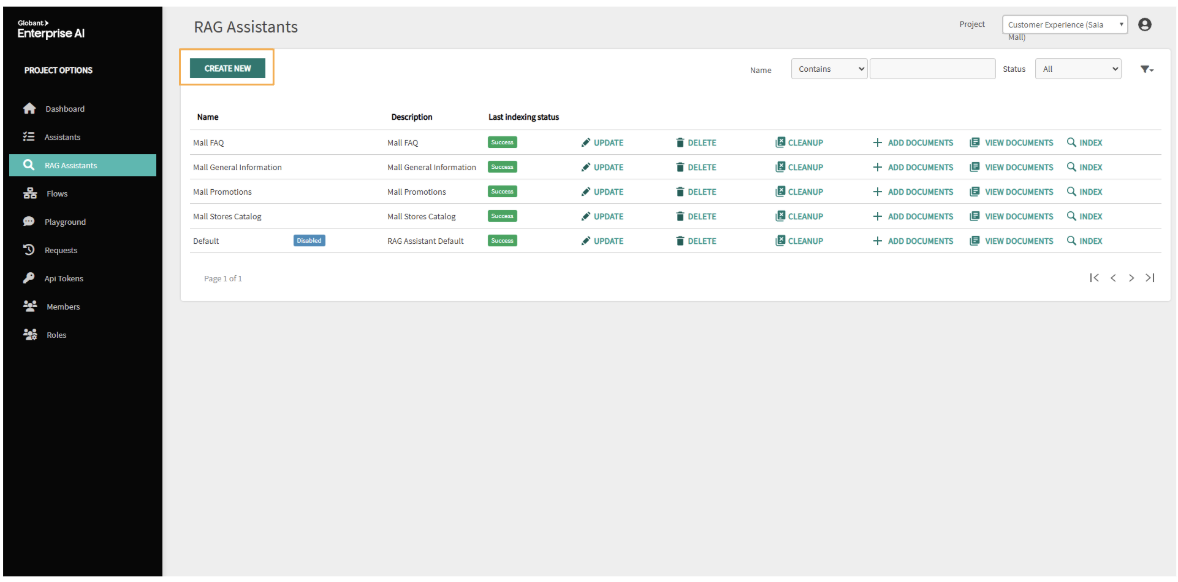 Globant
Enterprise AI
PROJECT OPTIONS
Dashboard
Assistants
RAG Assistants
Flows
Playground
Requests
Api Tokens
Members
Roles
RAG Assistants
Project Customer Experience (Sala Mall)
CREATE NEW
Name Contains Status All
Name Description Last indexing status
Mall FAQ Mall FAQ Success UPDATE DELETE CLEANUP ADD DOCUMENTS VIEW DOCUMENTS INDEX
Mall General Information Mall General Information Success UPDATE DELETE CLEANUP ADD DOCUMENTS VIEW DOCUMENTS INDEX
Mall Promotions Mall Promotions Success UPDATE DELETE CLEANUP ADD DOCUMENTS VIEW DOCUMENTS INDEX
Mall Stores Catalog Mall Stores Catalog Success UPDATE DELETE CLEANUP ADD DOCUMENTS VIEW DOCUMENTS INDEX
Default Disabled RAG Assistant Default Success UPDATE DELETE CLEANUP ADD DOCUMENTS VIEW DOCUMENTS INDEX
Page 1 of 1